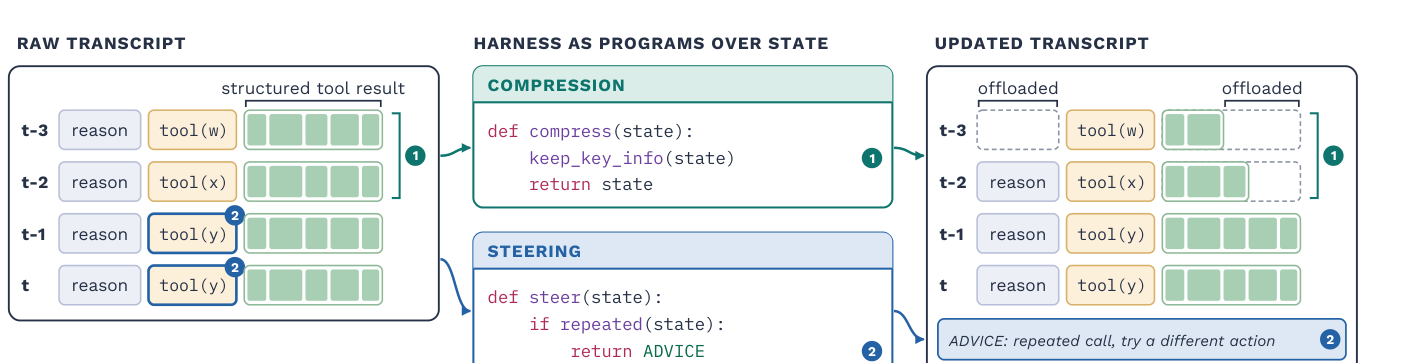 RAW TRANSCRIPT
structured tool result
t-3 reason tool(w)
1
t-2 reason tool(x)
t-1 reason tool(y) 2
t reason tool(y) 2
HARNESS AS PROGRAMS OVER STATE
COMPRESSION
def compress(state):
keep_key_info(state)
return state
1
STEERING
def steer(state):
if repeated(state):
return ADVICE
2
UPDATED TRANSCRIPT
offloaded offloaded
t-3 tool(w)
1
t-2 reason tool(x)
t-1 reason tool(y)
t reason tool(y)
ADVICE: repeated call, try a different action 2